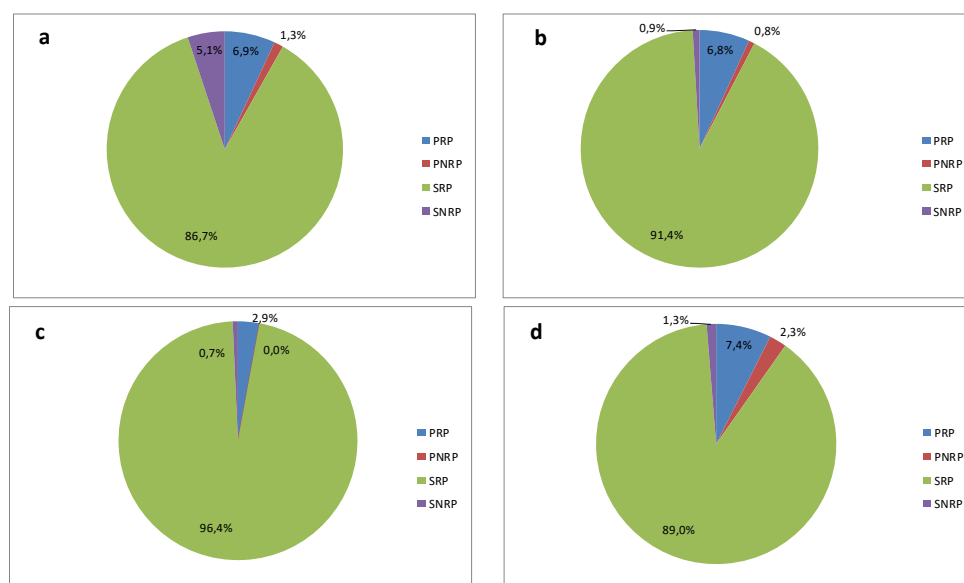 a
5,1%
6,9%
1,3%
86,7%
PRP
PNRP
SRP
SNRP
b
0,9%
6,8%
0,8%
91,4%
PRP
PNRP
SRP
SNRP
c
2,9%
0,7%
0,0%
96,4%
PRP
PNRP
SRP
SNRP
d
1,3%
7,4%
2,3%
89,0%
PRP
PNRP
SRP
SNRP